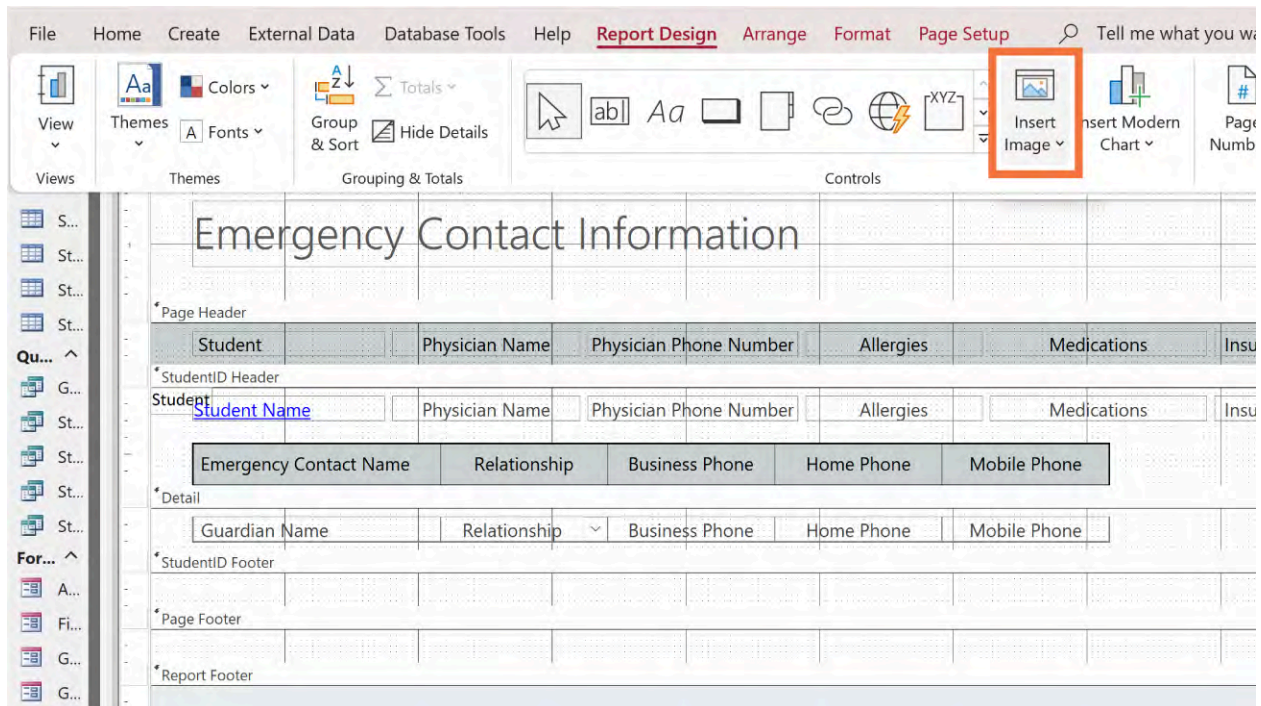 File Home Create External Data Database Tools Help Report Design Arrange Format Page Setup Tell me what you wa
View
Themes
Aa
Colors
A Fonts
Group & Sort
Totals
Hide Details
ab
Aa
XYZ
Insert Image
nsert Modern Chart
#
Page
Numb
Views Themes Grouping & Totals Controls
S...
St...
St...
St...
Qu...
G...
St...
St...
St...
St...
For...
A...
Fi...
G...
G...
Emergency Contact Information
Page Header
Student Physician Name Physician Phone Number Allergies Medications Insu
StudentID Header
Student
Student Name Physician Name Physician Phone Number Allergies Medications Insu
Emergency Contact Name Relationship Business Phone Home Phone Mobile Phone
Detail
Guardian Name Relationship Business Phone Home Phone Mobile Phone
StudentID Footer
Page Footer
Report Footer